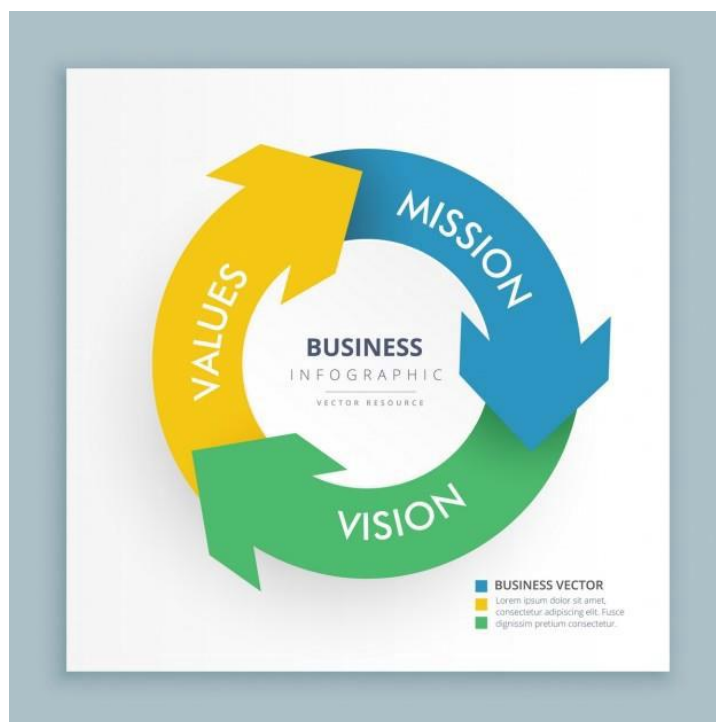 MISSION
VALUES
BUSINESS
INFOGRAPHIC
VECTOR RESOURCE
VISION
BUSINESS VECTOR
Lorem ipsum dolor sit amet,
consectetur adipiscing elit. Fusce
dignissim pretium consectetur.